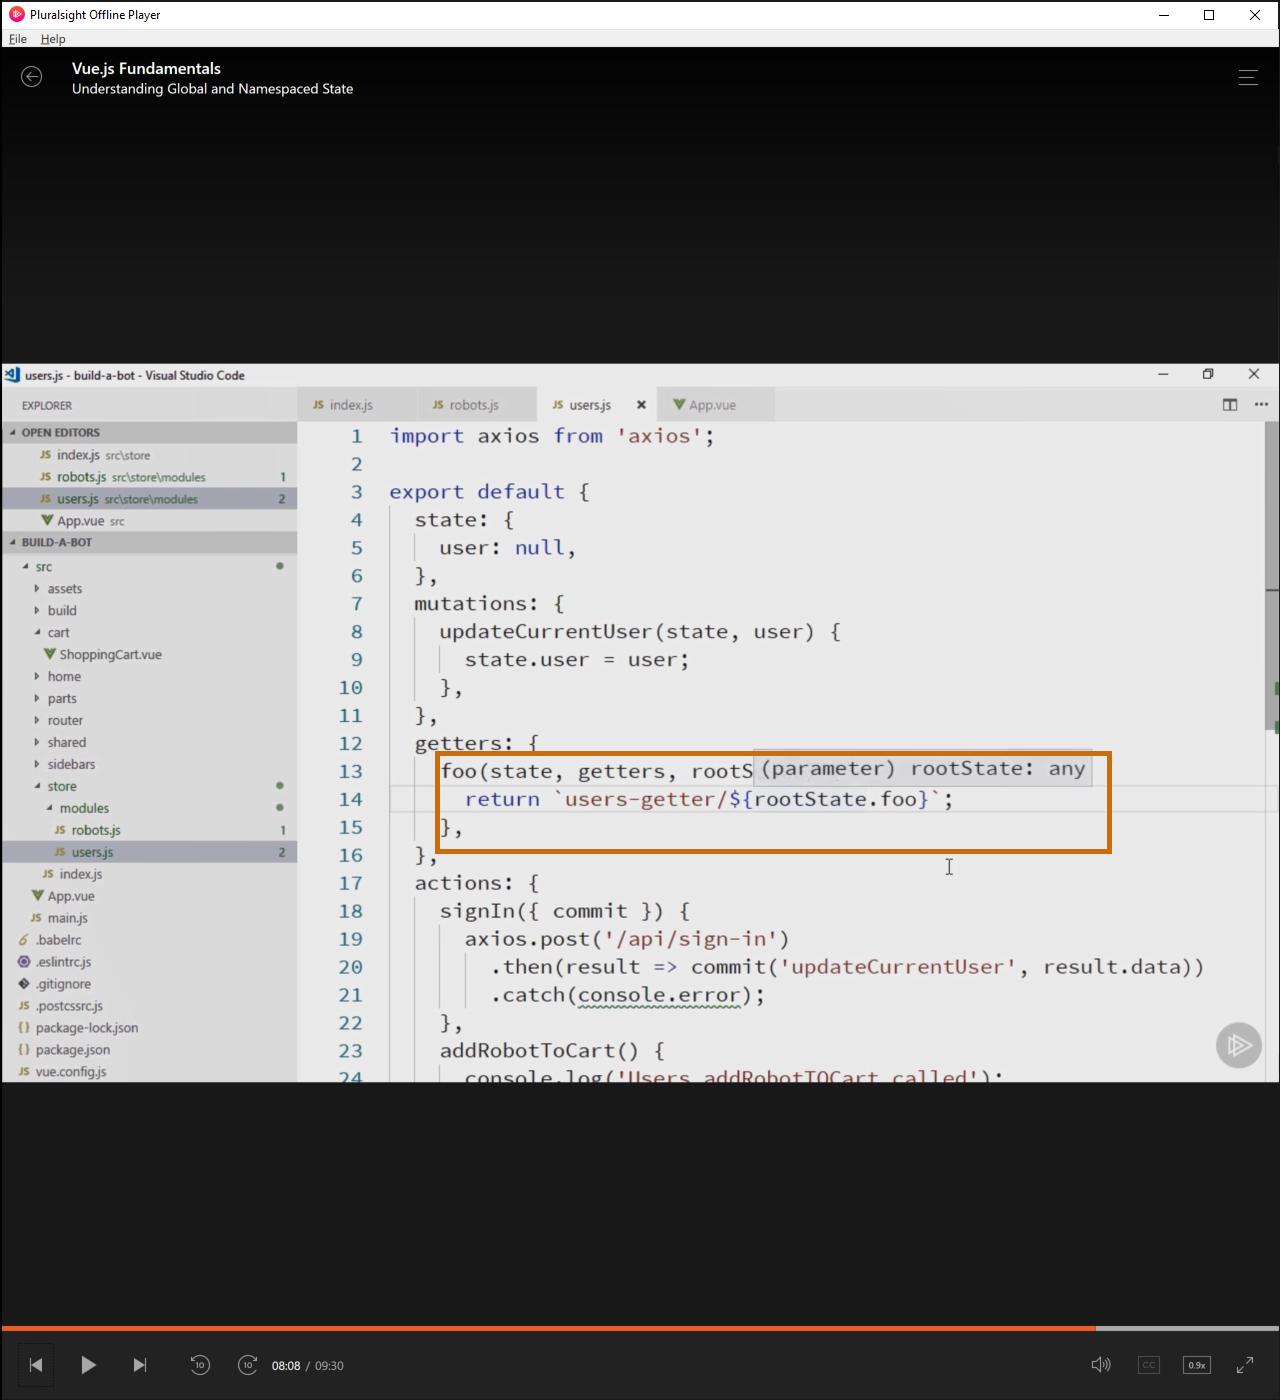 Pluralsight Offline Player
File Help
Vue.js Fundamentals
Understanding Global and Namespaced State
users.js - build-a-bot - Visual Studio Code
EXPLORER
JS index.js JS robots.js JS users.js App.vue
OPEN EDITORS
JS index.js src\store
JS robots.js src\store\modules 1
JS users.js src\store\modules 2
App.vue src
BUILD-A-BOT
src
assets
build
cart
ShoppingCart.vue
home
parts
router
shared
sidebars
store
modules
JS robots.js 1
JS users.js 2
JS index.js
App.vue
JS main.js
.babelrc
.eslintrc.js
.gitignore
JS .postcssrc.js
{} package-lock.json
{} package.json
JS vue.config.js
1 import axios from 'axios';
2
3 export default {
4 state: {
5 user: null,
6 },
7 mutations: {
8 updateCurrentUser(state, user) {
9 state.user = user;
10 },
11 },
12 getters: {
13 foo(state, getters, rootS (parameter) rootState: any
14 return `users-getter/${rootState.foo}`;
15 },
16 },
17 actions: {
18 signIn({ commit }) {
19 axios.post('/api/sign-in')
20 .then(result => commit('updateCurrentUser', result.data))
21 .catch(console.error);
22 },
23 addRobotToCart() {
24 console.log('Users addRobotTOCart called');
10 10 08:08 / 09:30 CC 0.9x